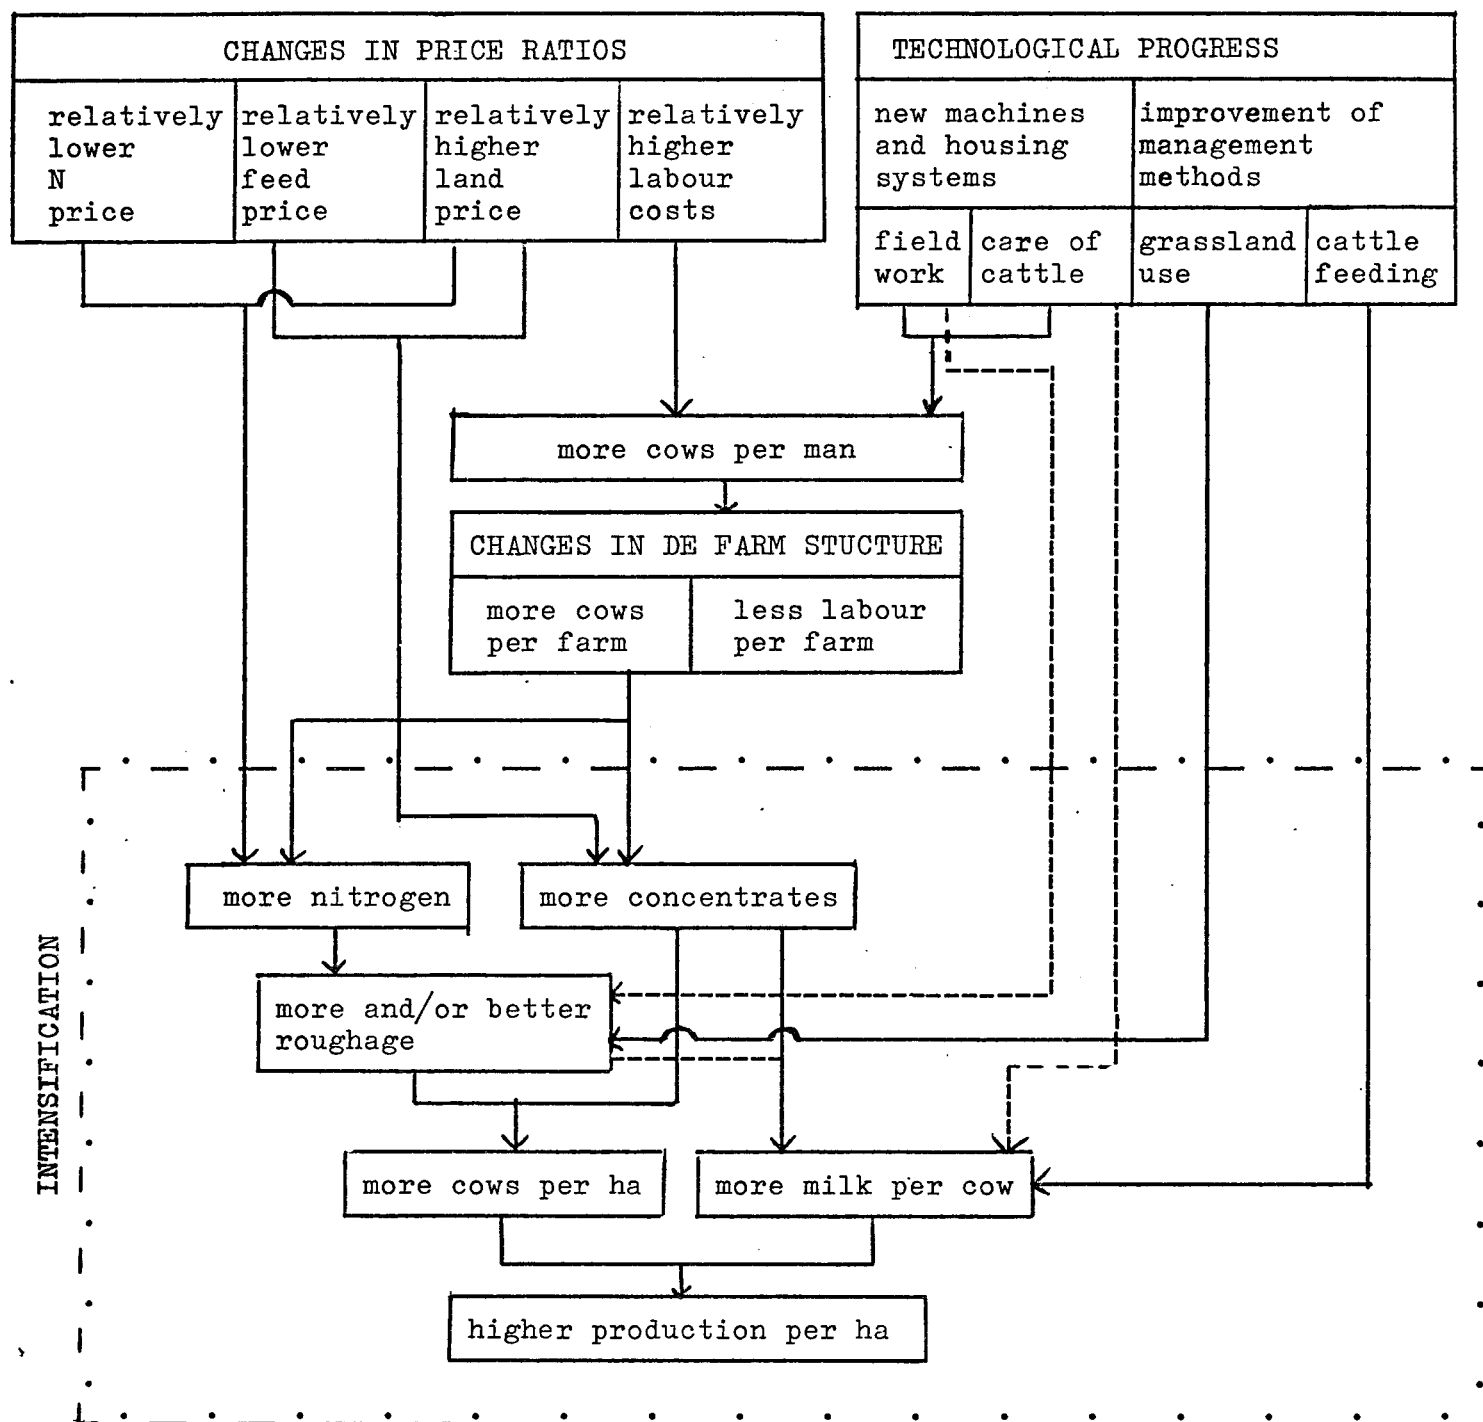 CHANGES IN PRICE RATIOS
relatively
lower
N
price
relatively
lower
feed
price
relatively
higher
land
price
relatively
higher
labour
costs
TECHNOLOGICAL PROGRESS
new machines
and housing
systems
improvement of
management
methods
field
work
care of
cattle
grassland
use
cattle
feeding
more cows per man
CHANGES IN DE FARM STUCTURE
more cows
per farm
less labour
per farm
INTENSIFICATION
more nitrogen
more concentrates
more and/or better
roughage
more cows per ha
more milk per cow
higher production per ha